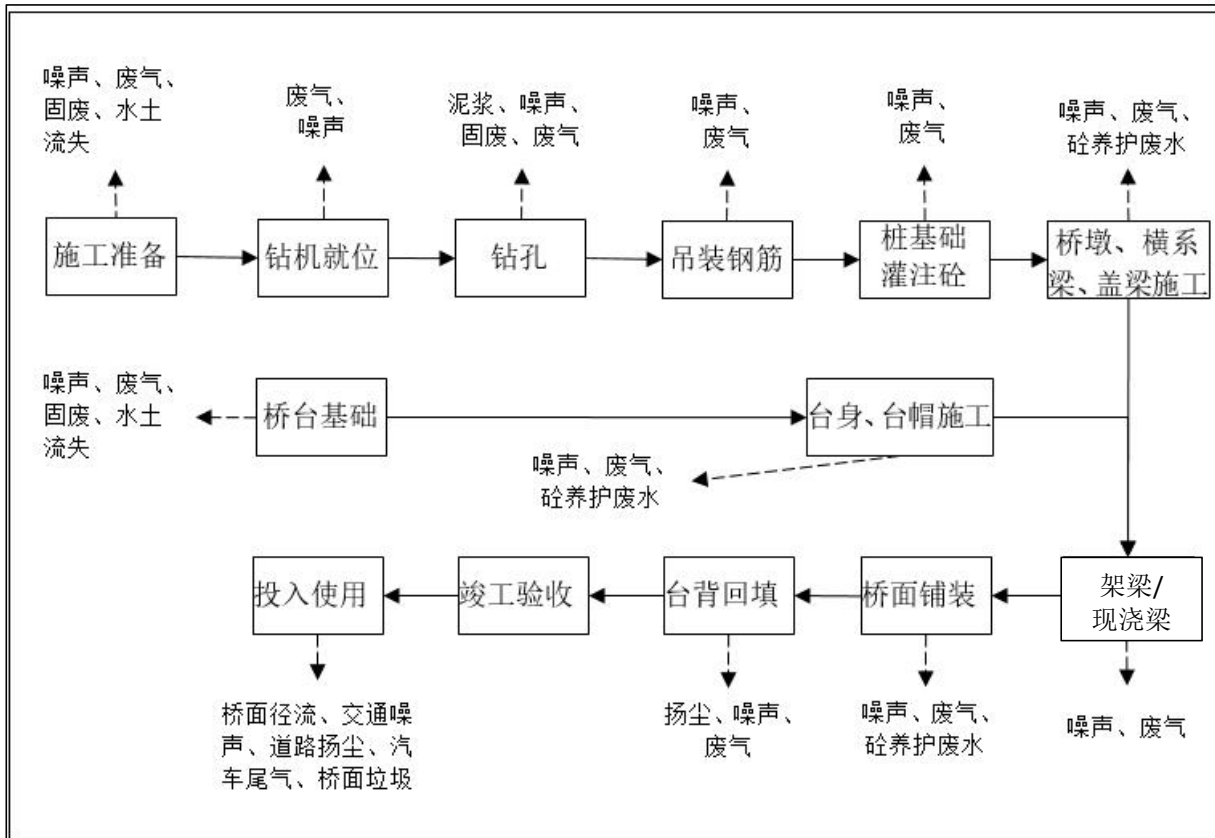 噪声、废气、
固废、水土
流失
废气、
噪声
泥浆、噪声、
固废、废气
噪声、
废气
噪声、
废气
噪声、废气、
砼养护废水
施工准备
钻机就位
钻孔
吊装钢筋
桩基础
灌注砼
桥墩、横系
梁、盖梁施工
噪声、废气、
固废、水土
流失
桥台基础
台身、台帽施工
噪声、废气、
砼养护废水
投入使用
竣工验收
台背回填
桥面铺装
架梁/
现浇梁
桥面径流、交通噪
声、道路扬尘、汽
车尾气、桥面垃圾
扬尘、噪声、
废气
噪声、废气、
砼养护废水
噪声、废气